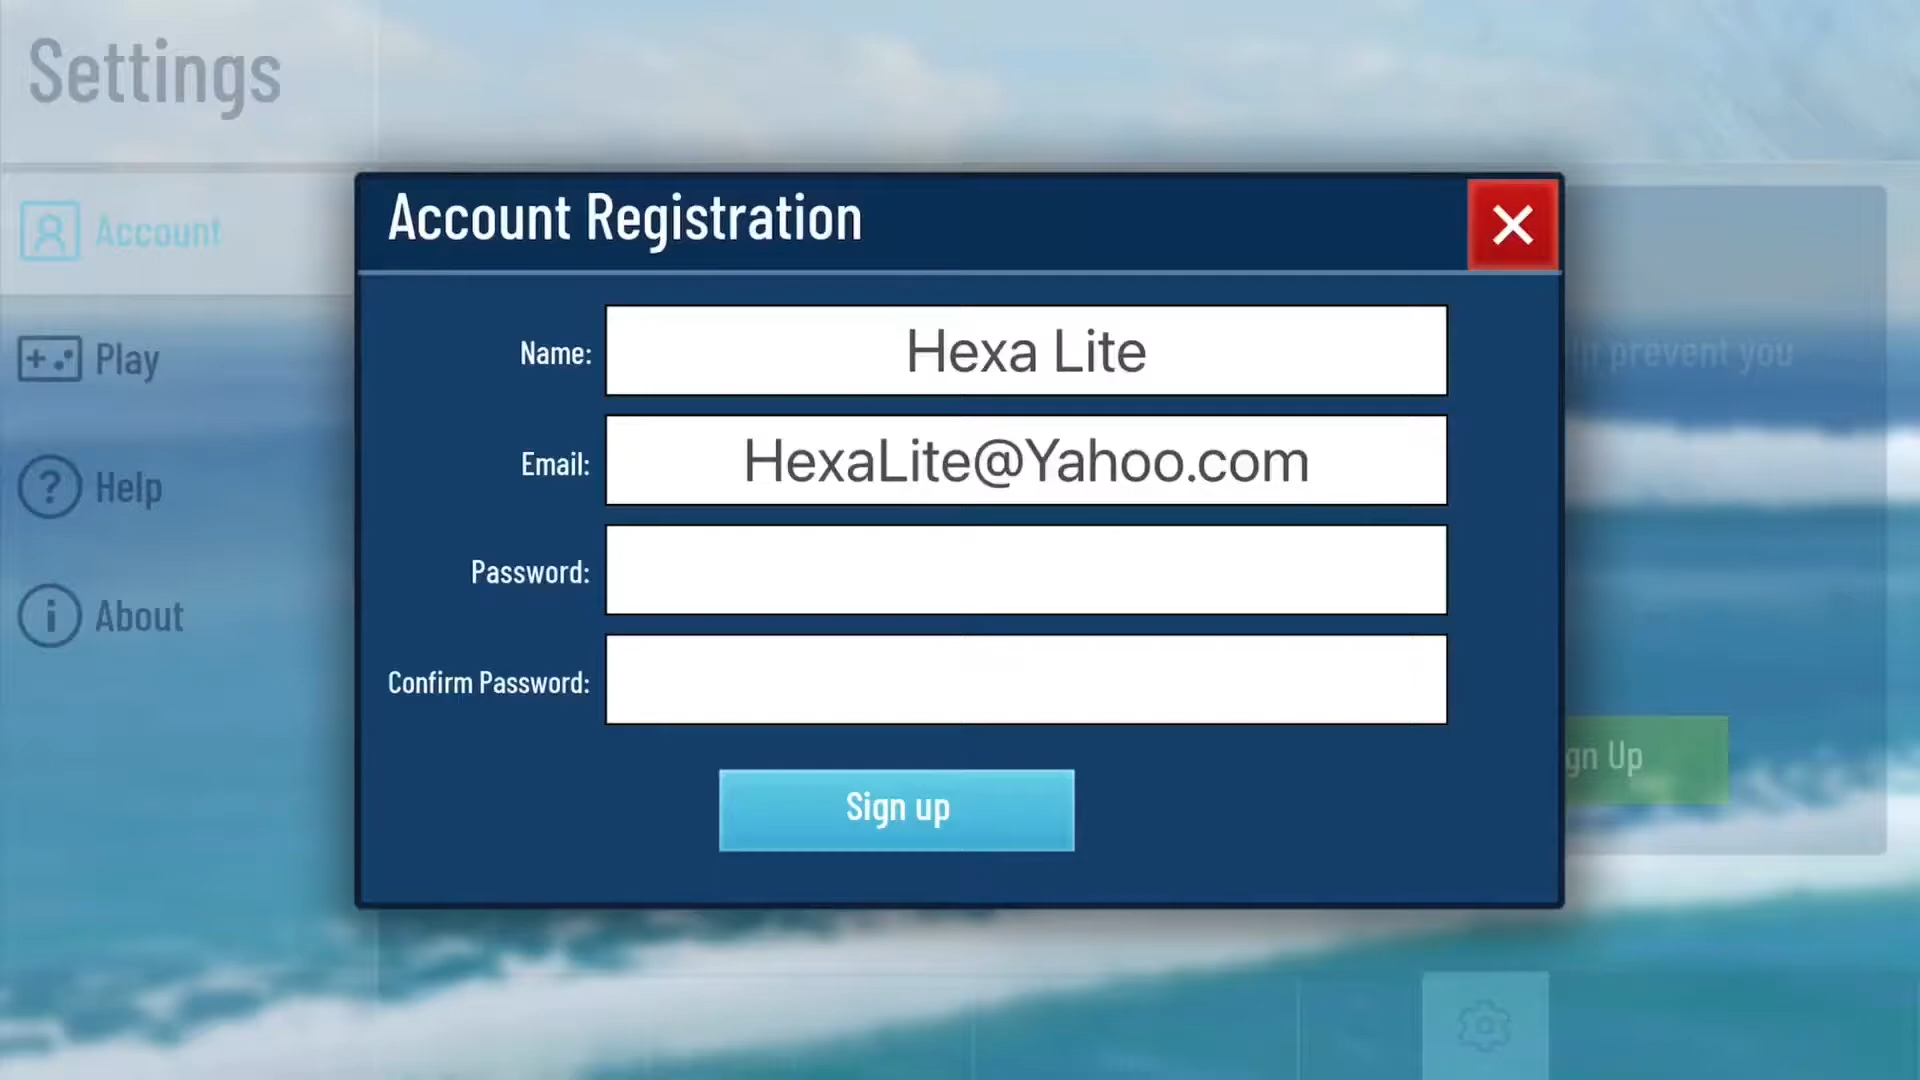 Settings
Account
Play
Help
About
Account Registration
Name:
Hexa Lite
Email:
HexaLite@Yahoo.com
Password:
Confirm Password:
Sign up
prevent you
Up